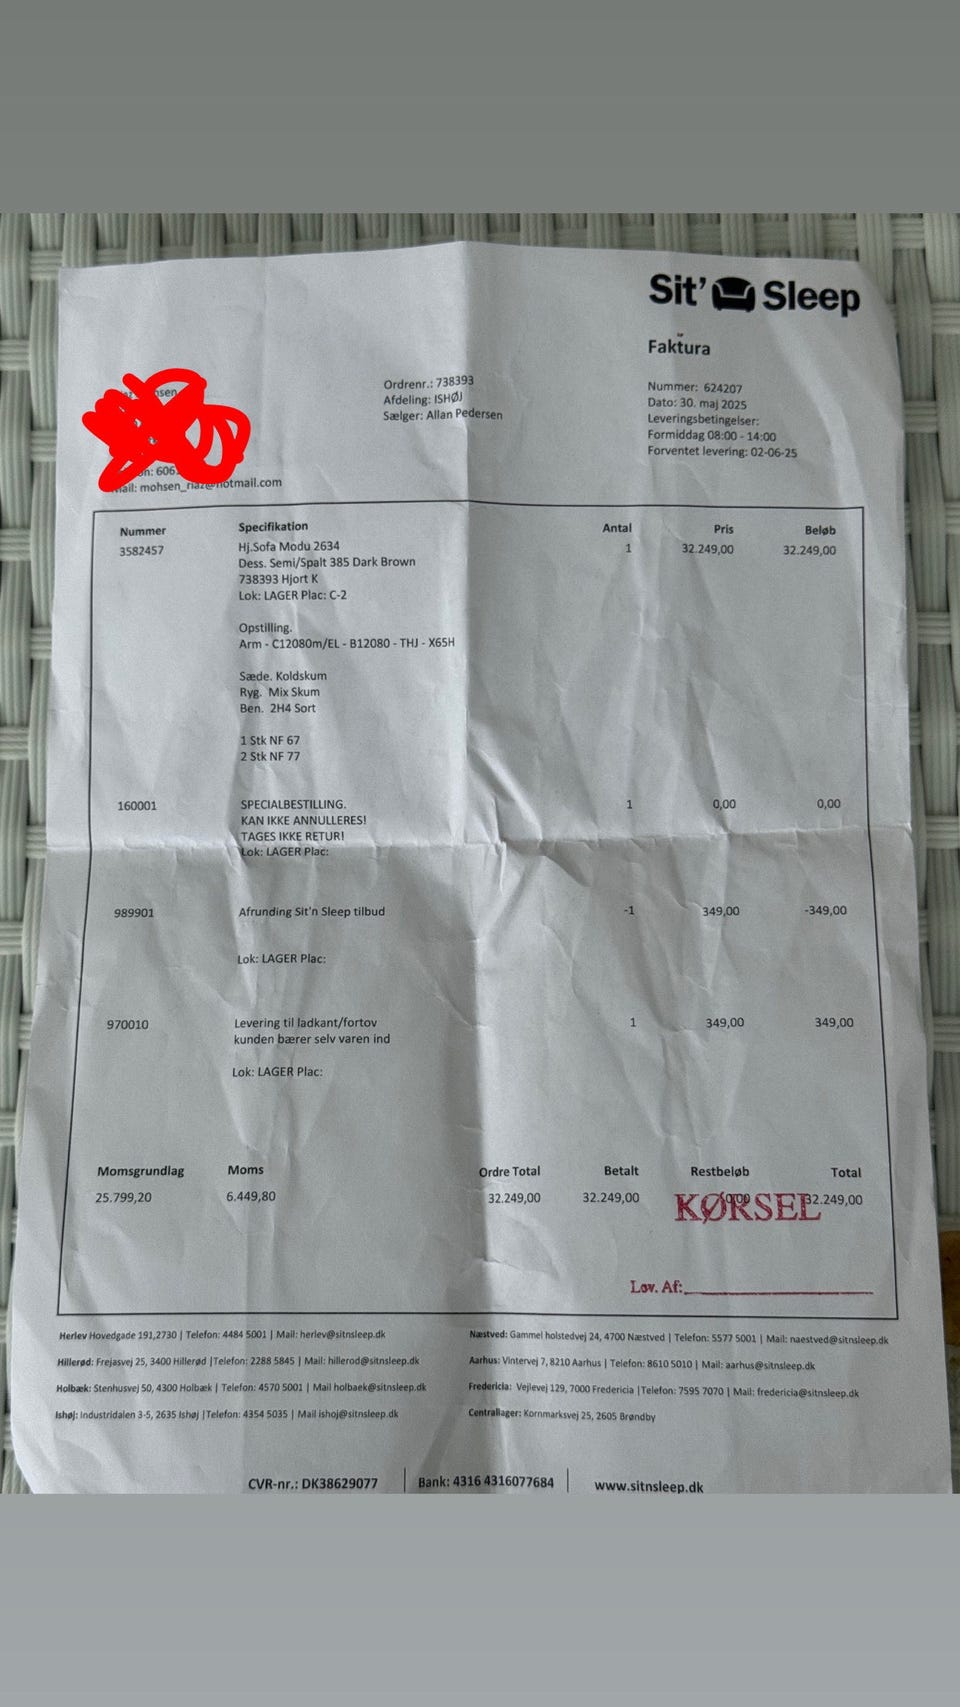 Sit' Sleep
Faktura
Ordrenr.: 738393
Afdeling: ISHØJ
Sælger: Allan Pedersen
Nummer: 624207
Dato: 30. maj 2025
Leveringsbetingelser:
Formiddag 08:00 - 14:00
Forventet levering: 02-06-25
mohsen_riaz@hotmail.com
Nummer Specifikation Antal Pris Beløb
3582457 Hj.Sofa Modu 2634 1 32.249,00 32.249,00
Dess. Semi/Spalt 385 Dark Brown
738393 Hjort K
Lok: LAGER Plac: C-2
Opstilling.
Arm - C12080m/EL - B12080 - THJ - X65H
Sæde. Koldskum
Ryg. Mix Skum
Ben. 2H4 Sort
1 Stk NF 67
2 Stk NF 77
160001 SPECIALBESTILLING. 1 0,00 0,00
KAN IKKE ANNULLERES!
TAGES IKKE RETUR!
Lok: LAGER Plac:
989901 Afrunding Sit'n Sleep tilbud -1 349,00 -349,00
Lok: LAGER Plac:
970010 Levering til ladkant/fortov 1 349,00 349,00
kunden bærer selv varen ind
Lok: LAGER Plac:
Momsgrundlag Moms Ordre Total Betalt Restbeløb Total
25.799,20 6.449,80 32.249,00 32.249,00 0,00 32.249,00
KØRSEL
Lev. Af:
Herlev Hovedgade 191,2730 | Telefon: 4484 5001 | Mail: herlev@sitnsleep.dk
Hillerød: Frejasvej 25, 3400 Hillerød |Telefon: 2288 5845 | Mail: hillerod@sitnsleep.dk
Holbæk: Stenhusvej 50, 4300 Holbæk | Telefon: 4570 5001 | Mail holbaek@sitnsleep.dk
Ishøj: Industridalen 3-5, 2635 Ishøj |Telefon: 4354 5035 | Mail ishoj@sitnsleep.dk
Næstved: Gammel holstedvej 24, 4700 Næstved | Telefon: 5577 5001 | Mail: naestved@sitnsleep.dk
Aarhus: Vintervej 7, 8210 Aarhus | Telefon: 8610 5010 | Mail: aarhus@sitnsleep.dk
Fredericia: Vejlevej 129, 7000 Fredericia |Telefon: 7595 7070 | Mail: fredericia@sitnsleep.dk
Centrallager: Kornmarksvej 25, 2605 Brøndby
CVR-nr.: DK38629077 | Bank: 4316 4316077684 | www.sitnsleep.dk